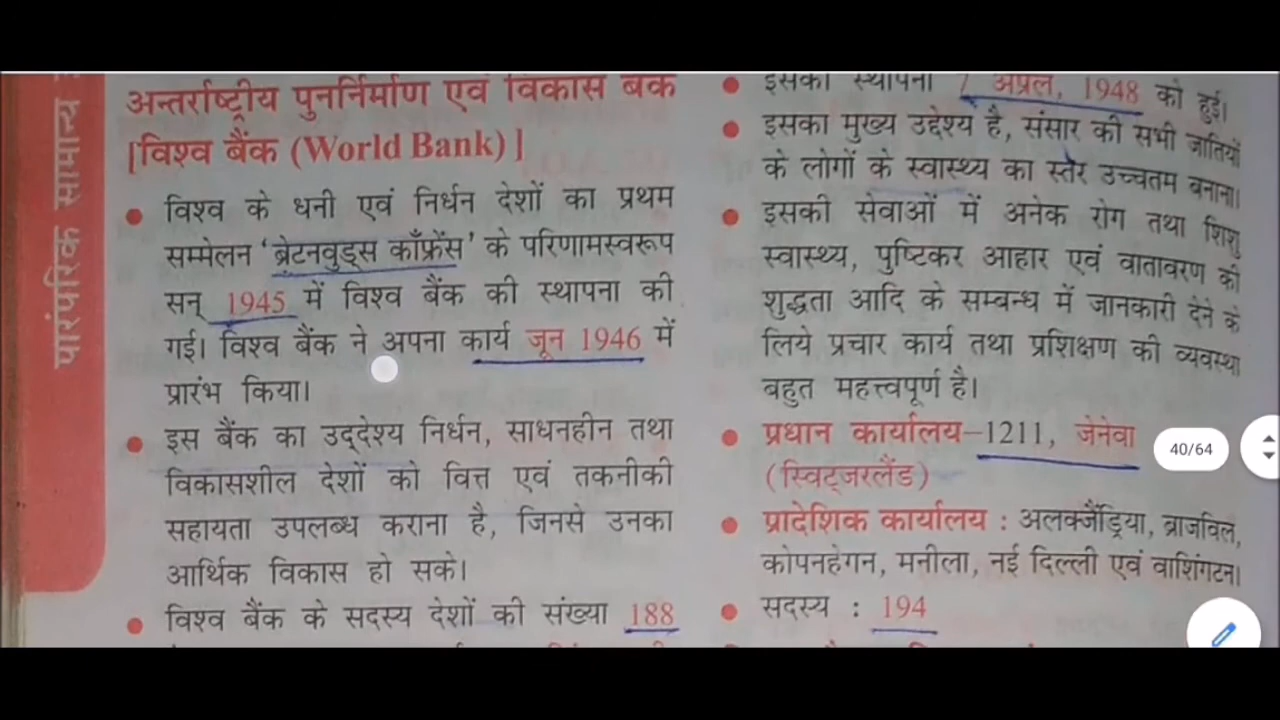 पारंपरिक सामान्य
अन्तर्राष्ट्रीय पुनर्निर्माण एवं विकास बैंक
[विश्व बैंक (World Bank) ]
विश्व के धनी एवं निर्धन देशों का प्रथम
सम्मेलन ‘ब्रेटनवुड्स कॉंफ्रेंस’ के परिणामस्वरूप
सन् 1945 में विश्व बैंक की स्थापना की
गई। विश्व बैंक ने अपना कार्य जून 1946 में
प्रारंभ किया।
इस बैंक का उद्देश्य निर्धन, साधनहीन तथा
विकासशील देशों को वित्त एवं तकनीकी
सहायता उपलब्ध कराना है, जिनसे उनका
आर्थिक विकास हो सके।
विश्व बैंक के सदस्य देशों की संख्या 188
इसकी स्थापना 7 अप्रैल, 1948 को हुई।
इसका मुख्य उद्देश्य है, संसार की सभी जातियों
के लोगों के स्वास्थ्य का स्तर उच्चतम बनाना।
इसकी सेवाओं में अनेक रोग तथा शिशु
स्वास्थ्य, पुष्टिकर आहार एवं वातावरण की
शुद्धता आदि के सम्बन्ध में जानकारी देने के
लिये प्रचार कार्य तथा प्रशिक्षण की व्यवस्था
बहुत महत्त्वपूर्ण है।
प्रधान कार्यालय–1211, जेनेवा
(स्विट्जरलैंड)
प्रादेशिक कार्यालय : अलक्जैंड्रिया, ब्राजविल,
कोपनहेगन, मनीला, नई दिल्ली एवं वाशिंगटन।
सदस्य : 194
40/64